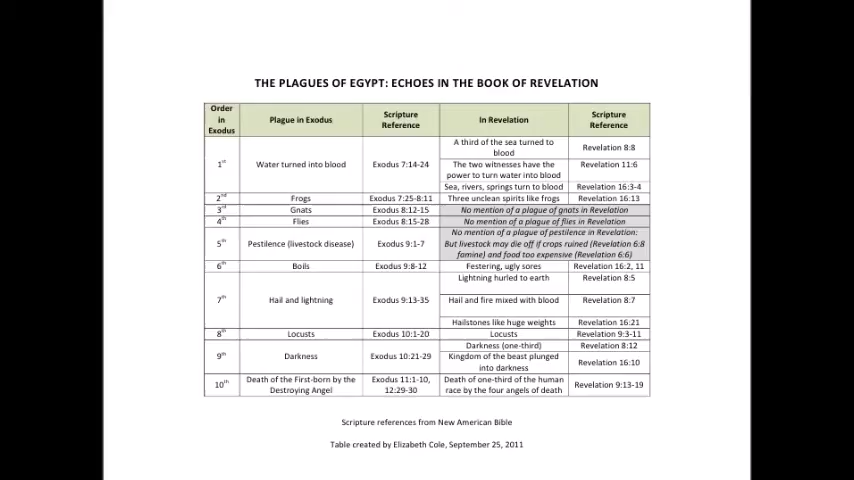 THE PLAGUES OF EGYPT: ECHOES IN THE BOOK OF REVELATION
Order in Exodus Plague in Exodus Scripture Reference In Revelation Scripture Reference
1st Water turned into blood Exodus 7:14-24 A third of the sea turned to blood Revelation 8:8
The two witnesses have the power to turn water into blood Revelation 11:6
Sea, rivers, springs turn to blood Revelation 16:3-4
2nd Frogs Exodus 7:25-8:11 Three unclean spirits like frogs Revelation 16:13
3rd Gnats Exodus 8:12-15 No mention of a plague of gnats in Revelation
4th Flies Exodus 8:15-28 No mention of a plague of flies in Revelation
5th Pestilence (livestock disease) Exodus 9:1-7 No mention of a plague of pestilence in Revelation:
But livestock may die off if crops ruined (Revelation 6:8
famine) and food too expensive (Revelation 6:6)
6th Boils Exodus 9:8-12 Festering, ugly sores Revelation 16:2, 11
7th Hail and lightning Exodus 9:13-35 Lightning hurled to earth Revelation 8:5
Hail and fire mixed with blood Revelation 8:7
Hailstones like huge weights Revelation 16:21
8th Locusts Exodus 10:1-20 Locusts Revelation 9:3-11
9th Darkness Exodus 10:21-29 Darkness (one-third) Revelation 8:12
Kingdom of the beast plunged into darkness Revelation 16:10
10th Death of the First-born by the Destroying Angel Exodus 11:1-10, 12:29-30 Death of one-third of the human race by the four angels of death Revelation 9:13-19
Scripture references from New American Bible
Table created by Elizabeth Cole, September 25, 2011